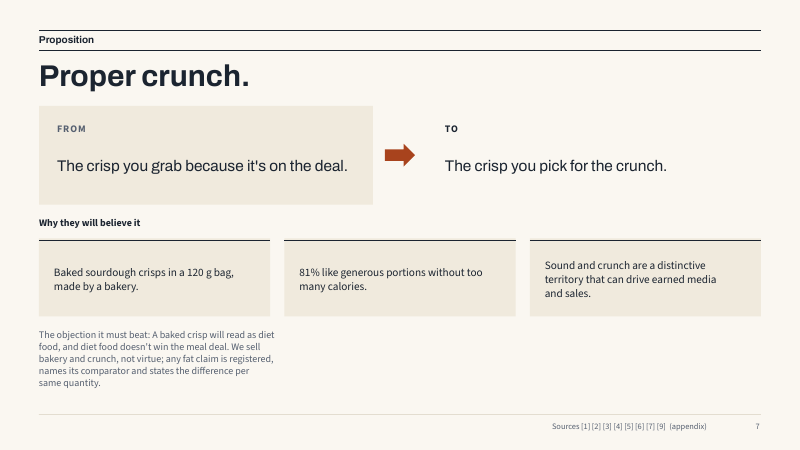 Proposition
Proper crunch.
FROM
The crisp you grab because it's on the deal.
TO
The crisp you pick for the crunch.
Why they will believe it
Baked sourdough crisps in a 120 g bag,
made by a bakery.
81% like generous portions without too
many calories.
Sound and crunch are a distinctive
territory that can drive earned media
and sales.
The objection it must beat: A baked crisp will read as diet
food, and diet food doesn't win the meal deal. We sell
bakery and crunch, not virtue; any fat claim is registered,
names its comparator and states the difference per
same quantity.
Sources [1] [2] [3] [4] [5] [6] [7] [9] (appendix)
7